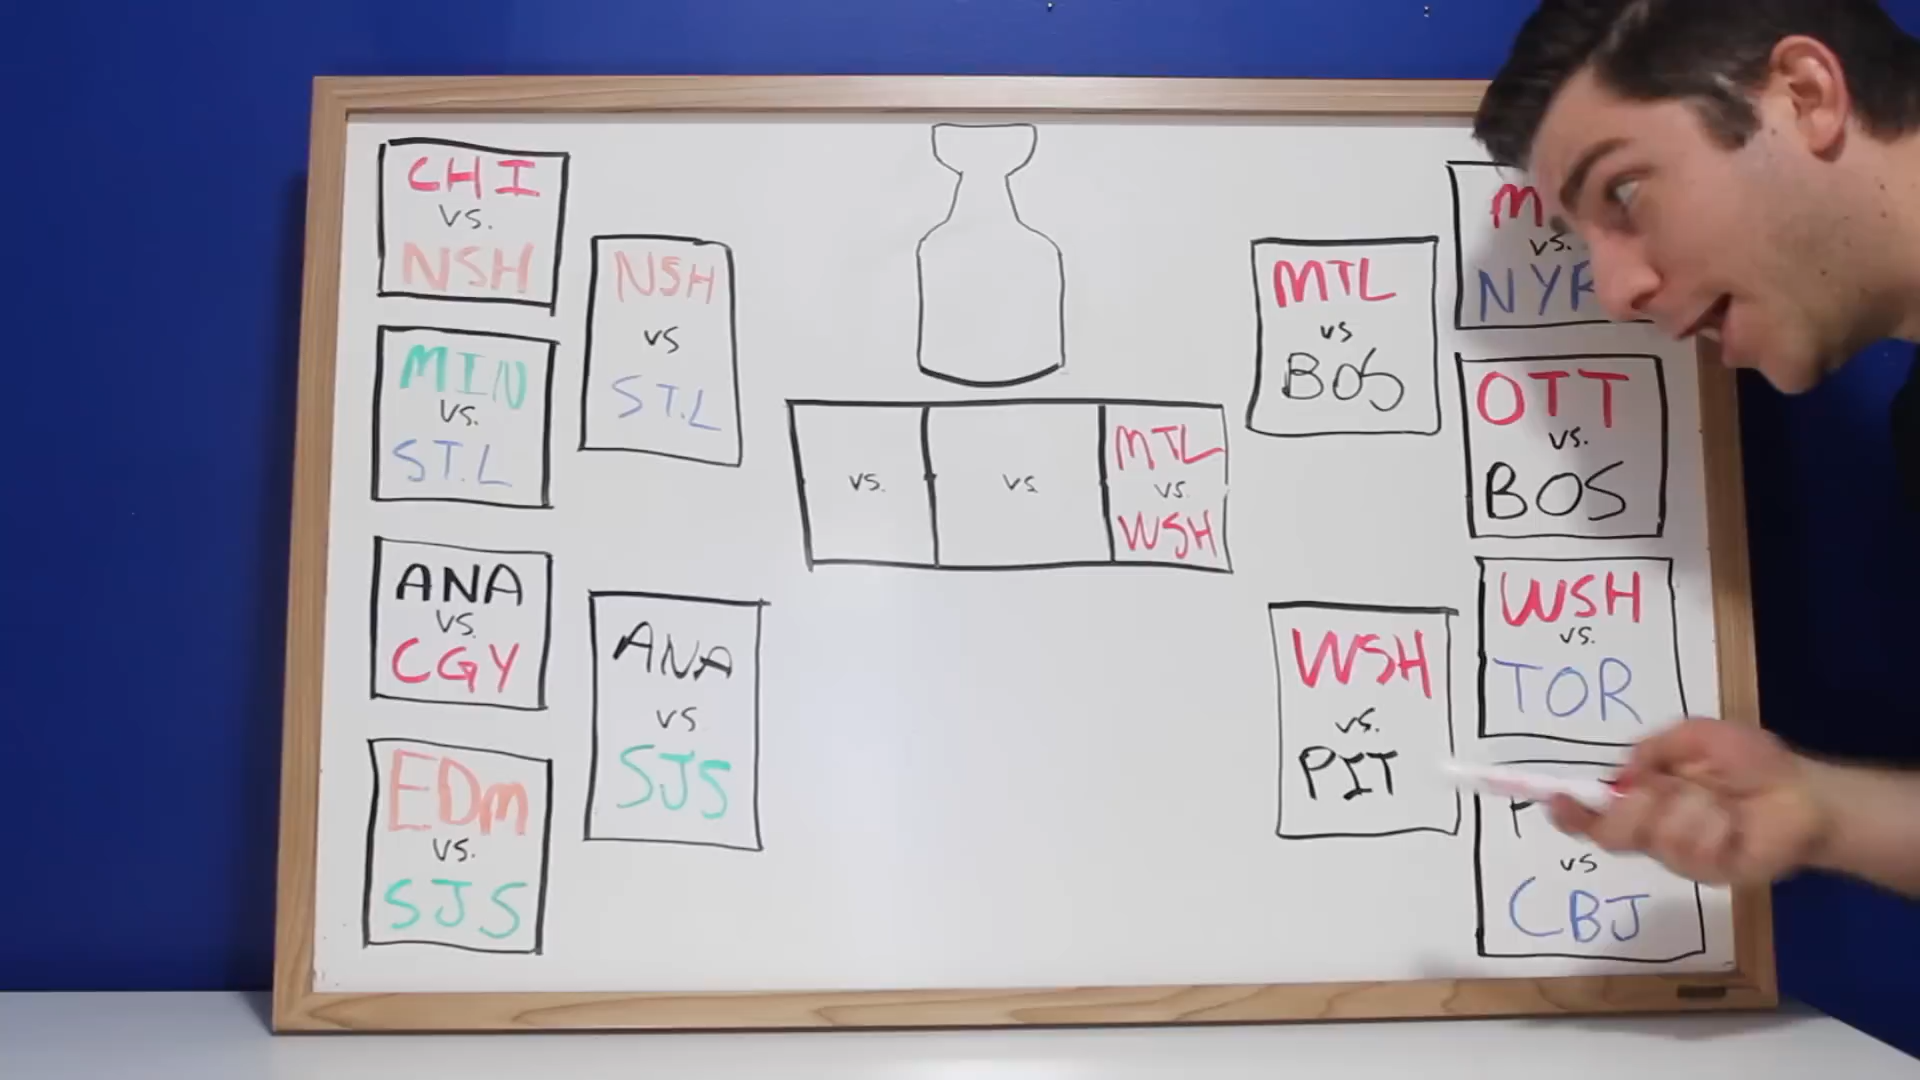 CHI
vs.
NSH
MIN
vs.
ST.L
ANA
vs.
CGY
EDm
vs.
SJS
NSH
vs
ST.L
ANA
vs
SJS
vs.
vs
MTL
vs.
WSH
MTL
vs
BOS
WSH
vs.
PIT
vs.
OTT
vs.
BOS
WSH
vs.
TOR
vs
CBJ